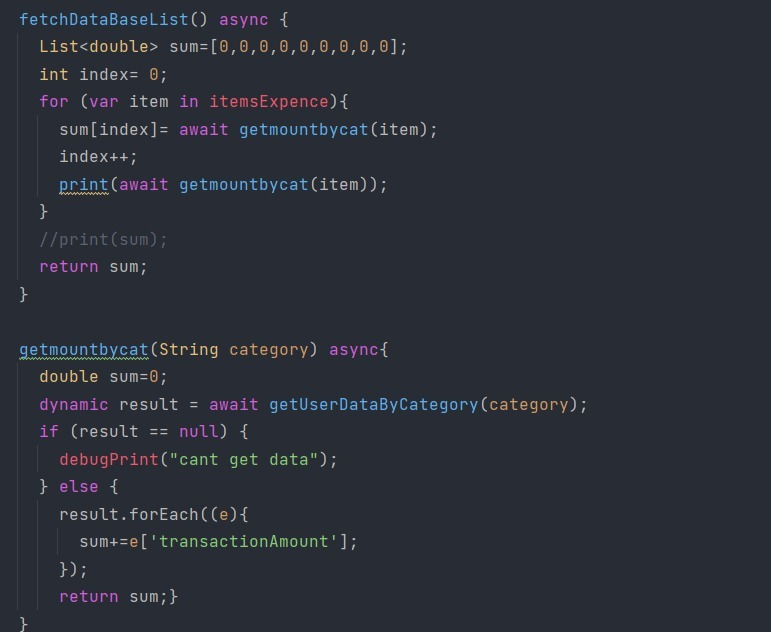 fetchDataBaseList() async {
  List<double> sum=[0,0,0,0,0,0,0,0,0];
  int index= 0;
  for (var item in itemsExpence){
    sum[index]= await getmountbycat(item);
    index++;
    print(await getmountbycat(item));
  }
  //print(sum);
  return sum;
}

getmountbycat(String category) async{
  double sum=0;
  dynamic result = await getUserDataByCategory(category);
  if (result == null) {
    debugPrint("cant get data");
  } else {
    result.forEach((e){
      sum+=e['transactionAmount'];
    });
    return sum;}
}